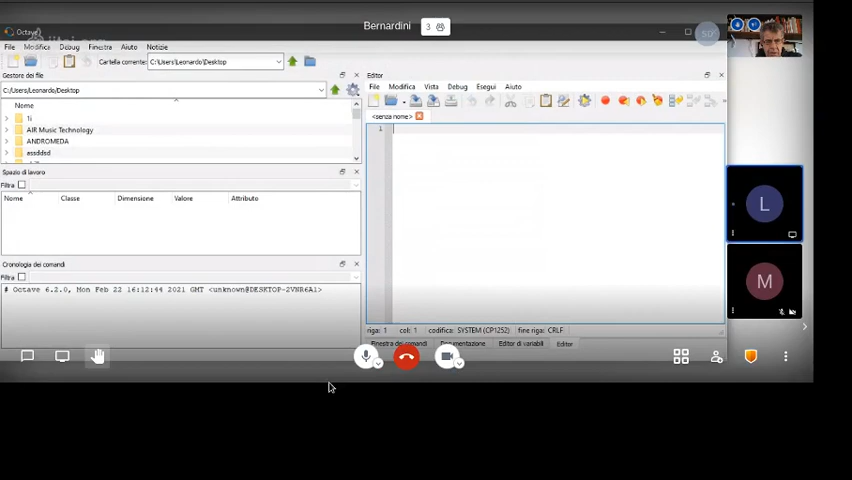 Bernardini
3
Octave
jitsi.org
SD
File Modifica Debug Finestra Aiuto Notizie
Cartella corrente: C:\Users\Leonardo\Desktop
Gestore dei file
Editor
C:\Users\Leonardo\Desktop
File Modifica Vista Debug Esegui Aiuto
Nome
1i
AIR Music Technology
ANDROMEDA
assddsd
<senza nome>
1
Spazio di lavoro
Filtra
Nome Classe Dimensione Valore Attributo
L
Cronologia dei comandi
Filtra
# Octave 6.2.0, Mon Feb 22 16:12:44 2021 GMT <unknown@DESKTOP-2VNR6A1>
M
riga: 1 col: 1 codifica: SYSTEM (CP1252) fine riga: CRLF
Finestra dei comandi Documentazione Editor di variabili Editor